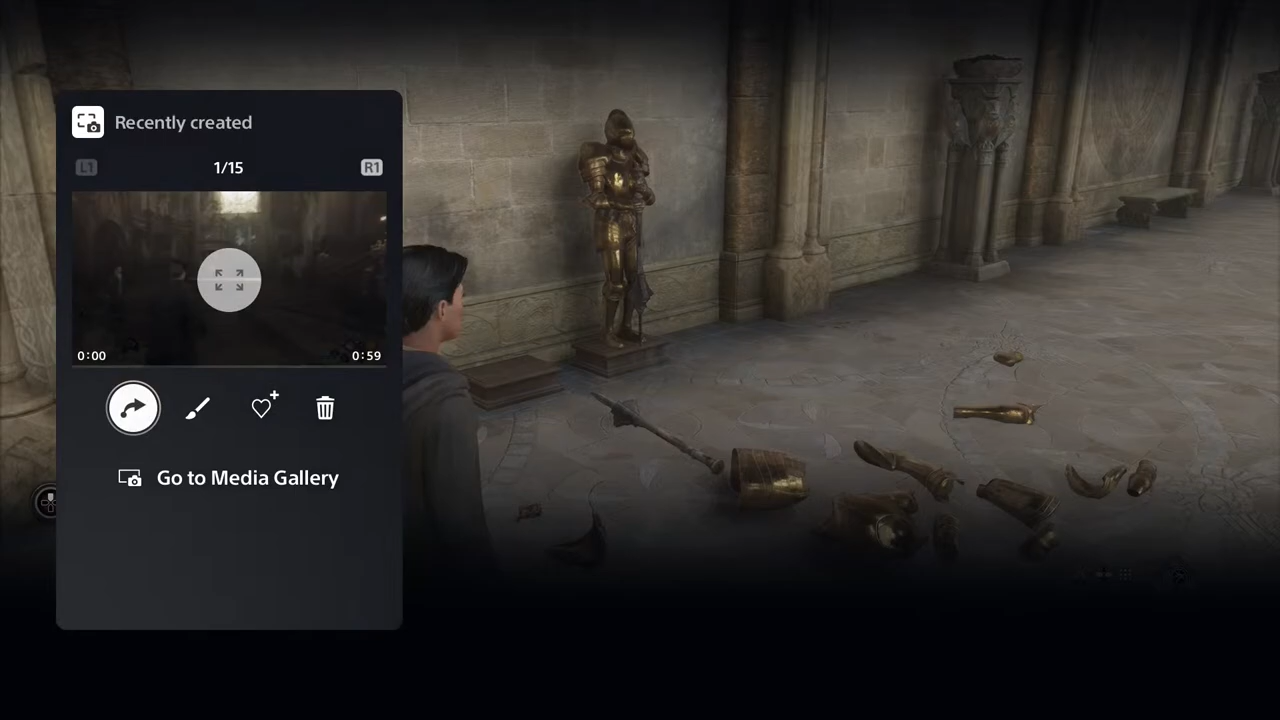 Recently created
L1
1/15
R1
0:00
0:59
Go to Media Gallery